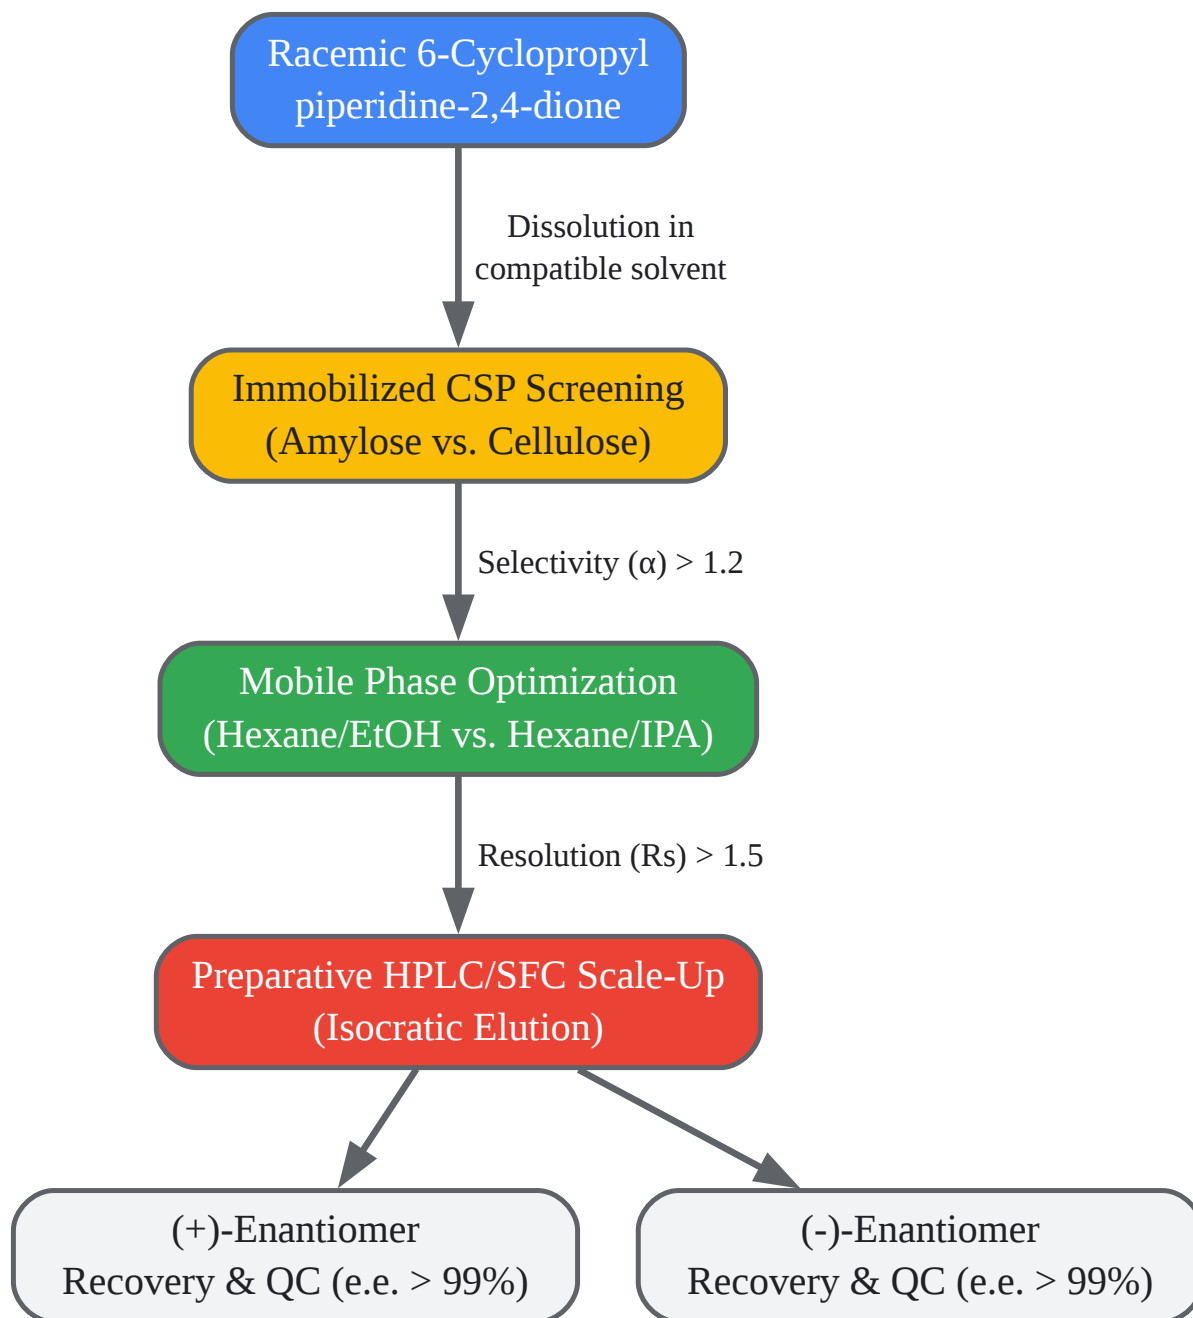 Racemic 6-Cyclopropyl
piperidine-2,4-dione
Dissolution in
compatible solvent
Immobilized CSP Screening
(Amylose vs. Cellulose)
Selectivity (α) > 1.2
Mobile Phase Optimization
(Hexane/EtOH vs. Hexane/IPA)
Resolution (Rs) > 1.5
Preparative HPLC/SFC Scale-Up
(Isocratic Elution)
(+)-Enantiomer
Recovery & QC (e.e. > 99%)
(-)-Enantiomer
Recovery & QC (e.e. > 99%)